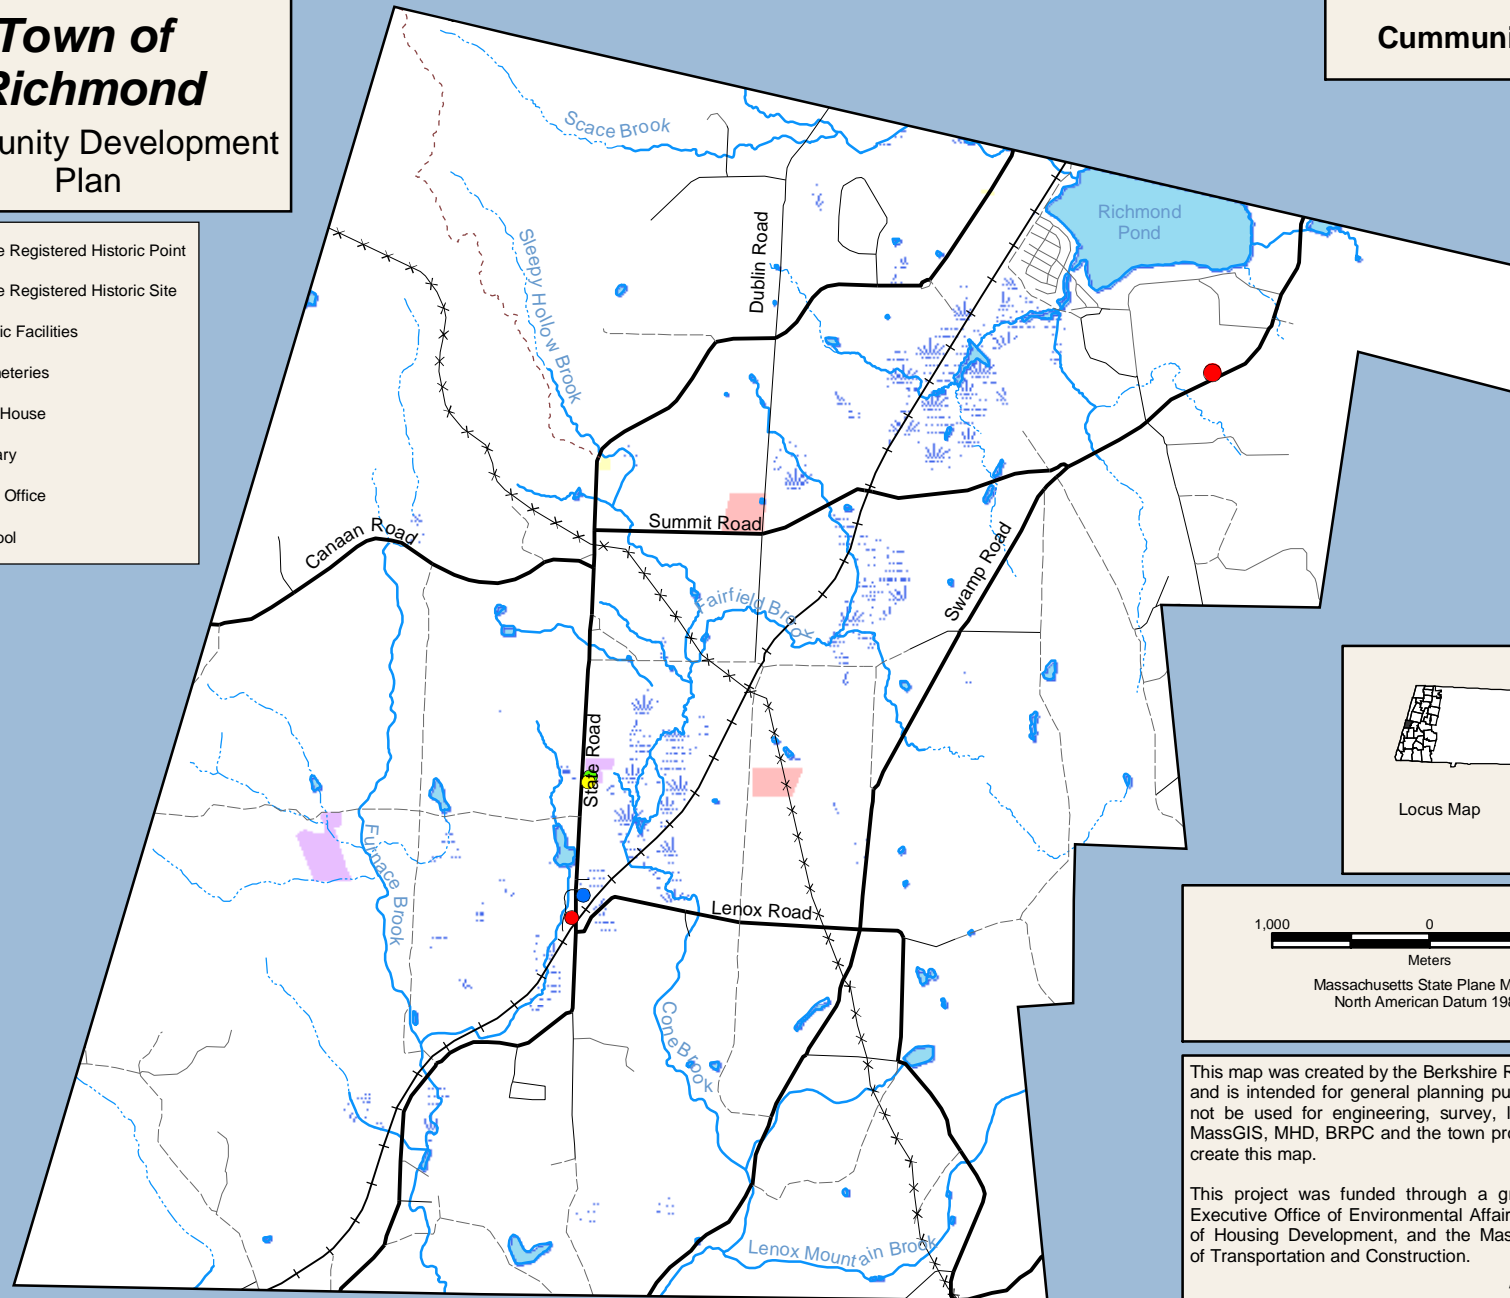 Town of
Richmond
unity Development
Plan
Cummuni
e Registered Historic Point
e Registered Historic Site
ic Facilities
neteries
House
ary
Office
ool
Scace Brook
Sleepy Hollow Brook
Dublin Road
Richmond
Pond
Canaan Road
Summit Road
Swamp Road
Fairfield Brook
State Road
Furnace Brook
Lenox Road
Cone Brook
Lenox Mountain Brook
Locus Map
1,000 0
Meters
Massachusetts State Plane M
North American Datum 198
This map was created by the Berkshire R
and is intended for general planning pu
not be used for engineering, survey, l
MassGIS, MHD, BRPC and the town pro
create this map.
This project was funded through a g
Executive Office of Environmental Affair
of Housing Development, and the Mas
of Transportation and Construction.